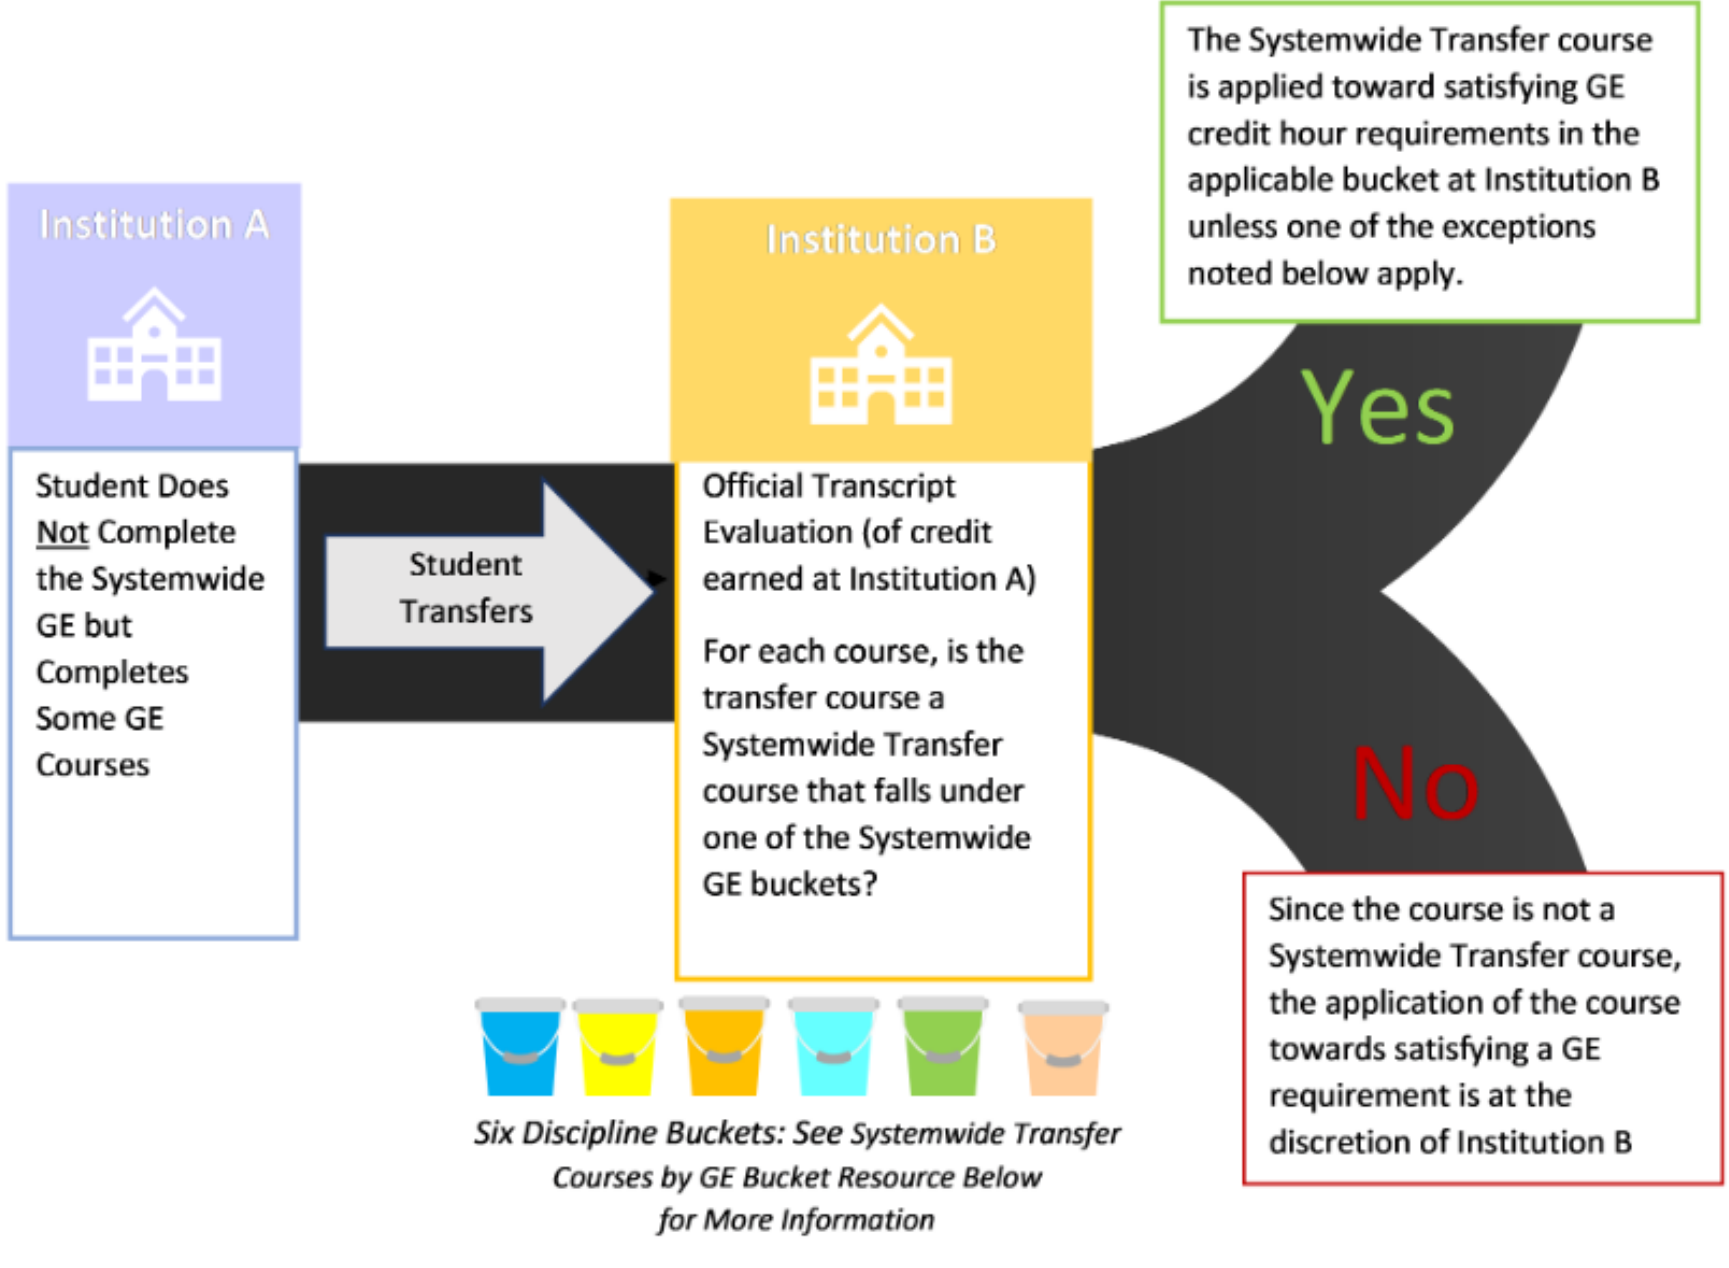 Institution A
Student Does
Not Complete
the Systemwide
GE but
Completes
Some GE
Courses
Student
Transfers
Institution B
Official Transcript
Evaluation (of credit
earned at Institution A)
For each course, is the
transfer course a
Systemwide Transfer
course that falls under
one of the Systemwide
GE buckets?
Six Discipline Buckets: See Systemwide Transfer
Courses by GE Bucket Resource Below
for More Information
The Systemwide Transfer course
is applied toward satisfying GE
credit hour requirements in the
applicable bucket at Institution B
unless one of the exceptions
noted below apply.
Yes
No
Since the course is not a
Systemwide Transfer course,
the application of the course
towards satisfying a GE
requirement is at the
discretion of Institution B